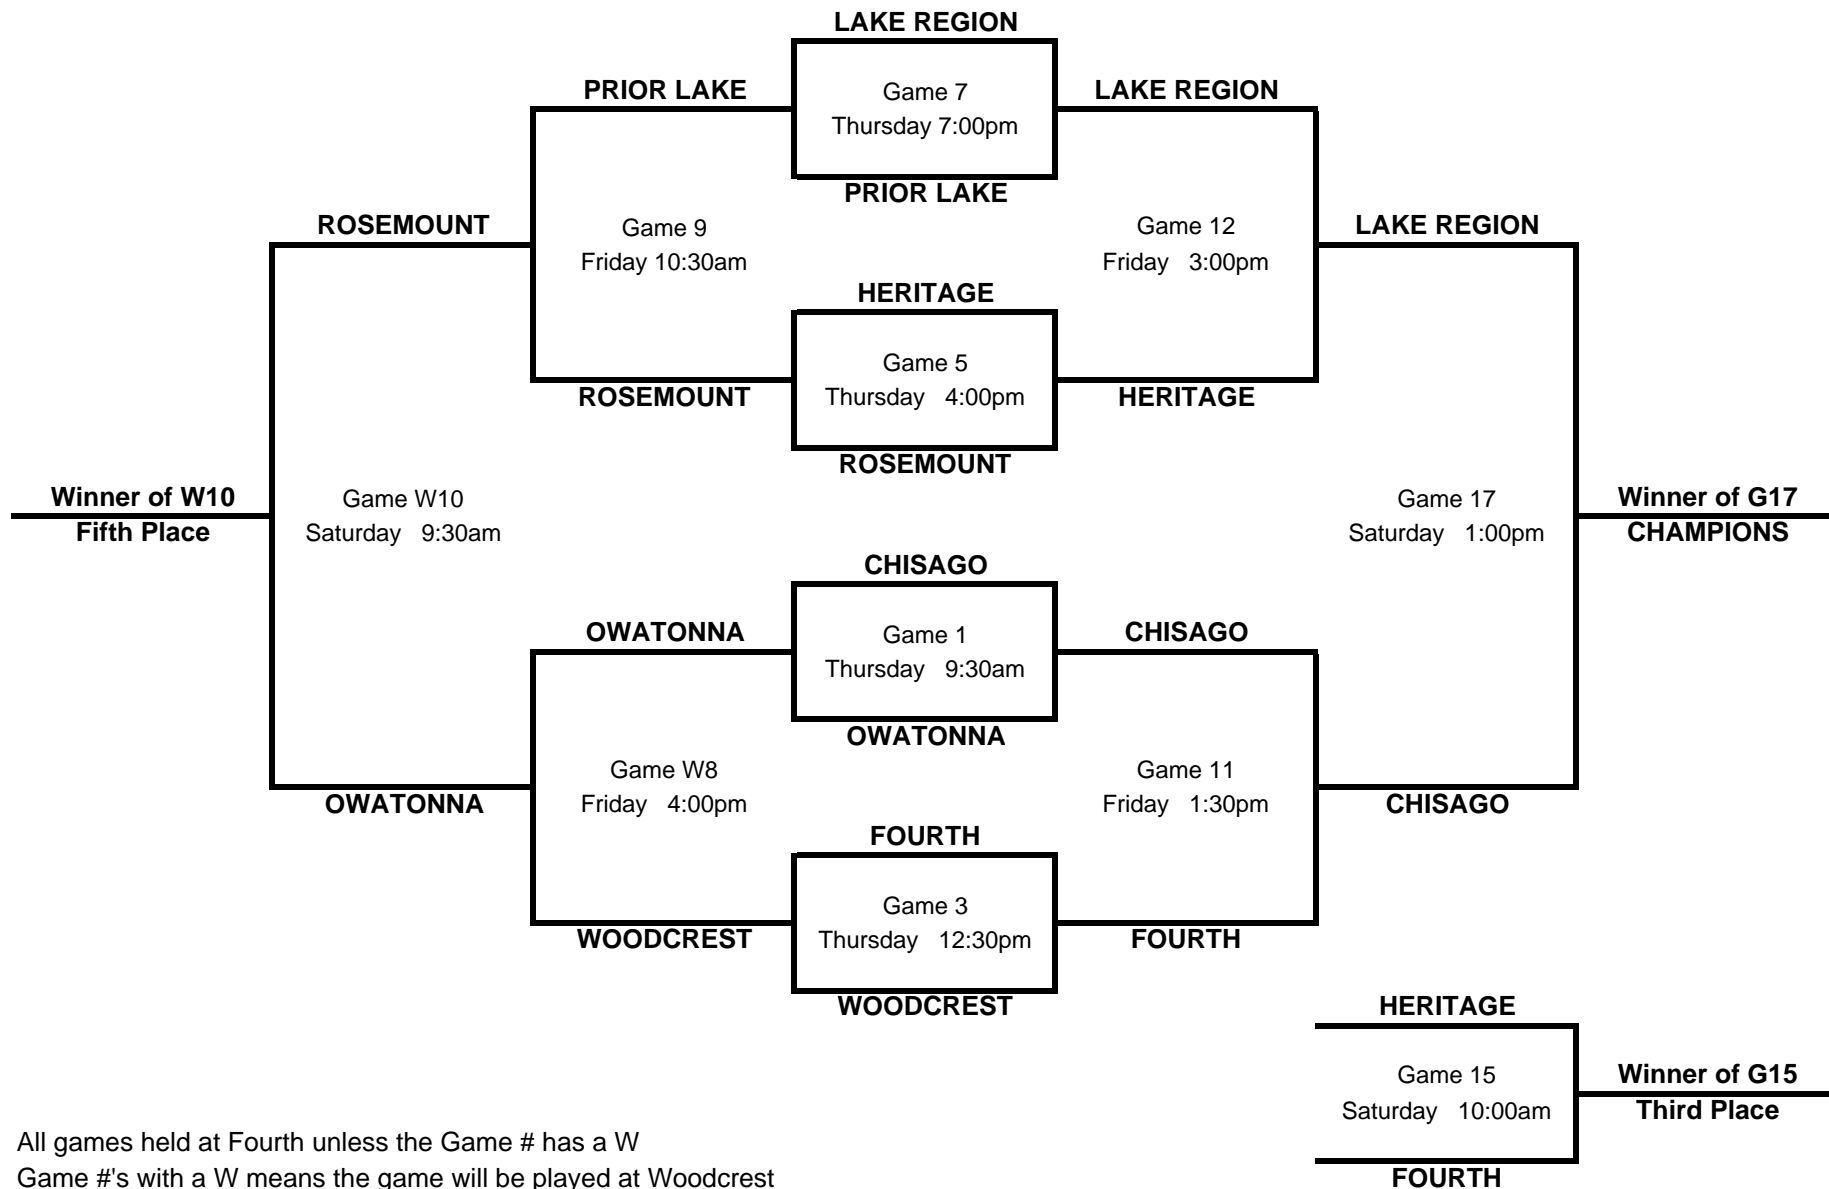 LAKE REGION
PRIOR LAKE
Game 7
Thursday 7:00pm
LAKE REGION
PRIOR LAKE
ROSEMOUNT
Game 9
Friday 10:30am
Game 12
Friday 3:00pm
LAKE REGION
HERITAGE
Game 5
Thursday 4:00pm
ROSEMOUNT
HERITAGE
ROSEMOUNT
Winner of W10
Fifth Place
Game W10
Saturday 9:30am
Game 17
Saturday 1:00pm
Winner of G17
CHAMPIONS
CHISAGO
OWATONNA
Game 1
Thursday 9:30am
CHISAGO
OWATONNA
Game W8
Friday 4:00pm
Game 11
Friday 1:30pm
OWATONNA
CHISAGO
FOURTH
Game 3
Thursday 12:30pm
WOODCREST
FOURTH
WOODCREST
HERITAGE
Game 15
Saturday 10:00am
Winner of G15
Third Place
FOURTH
All games held at Fourth unless the Game # has a W
Game #'s with a W means the game will be played at Woodcrest